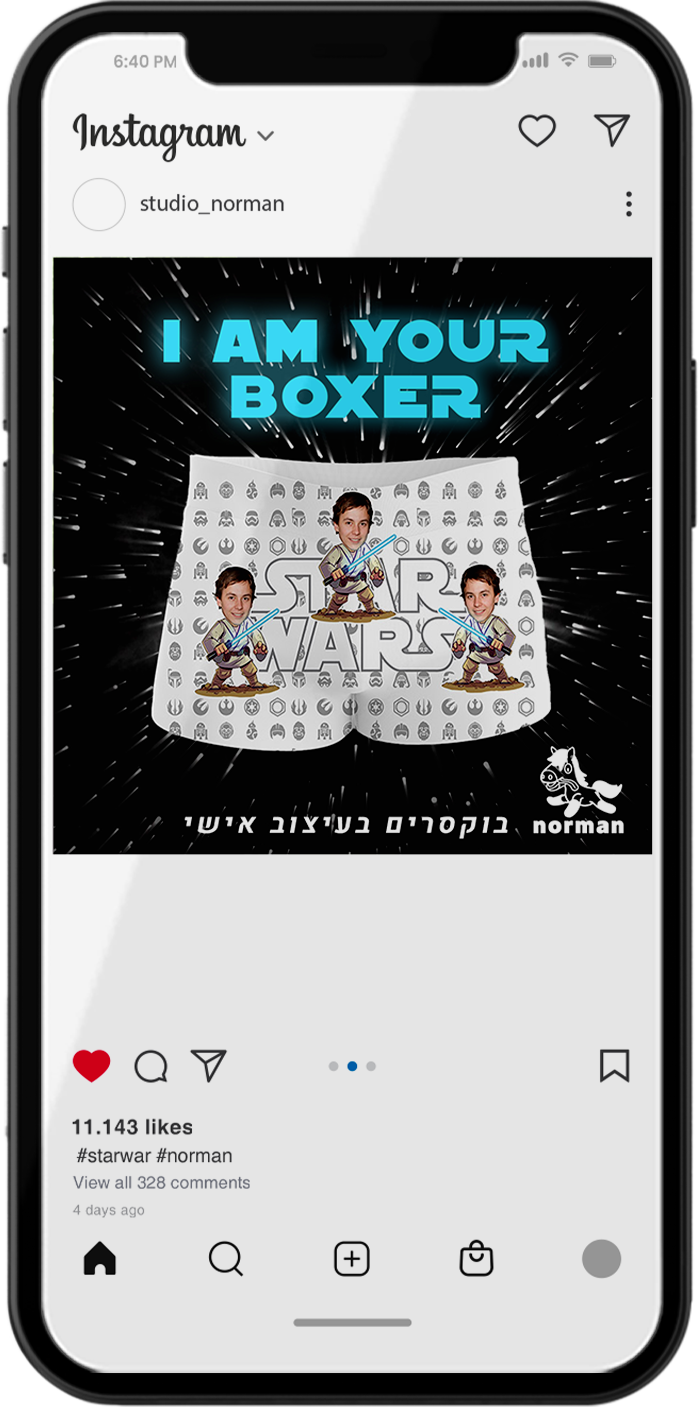 6:40 PM
Instagram
studio_norman
I AM YOUR
BOXER
STAR
WARS
בוקסרים בעיצוב אישי
norman
11.143 likes
#starwar #norman
View all 328 comments
4 days ago